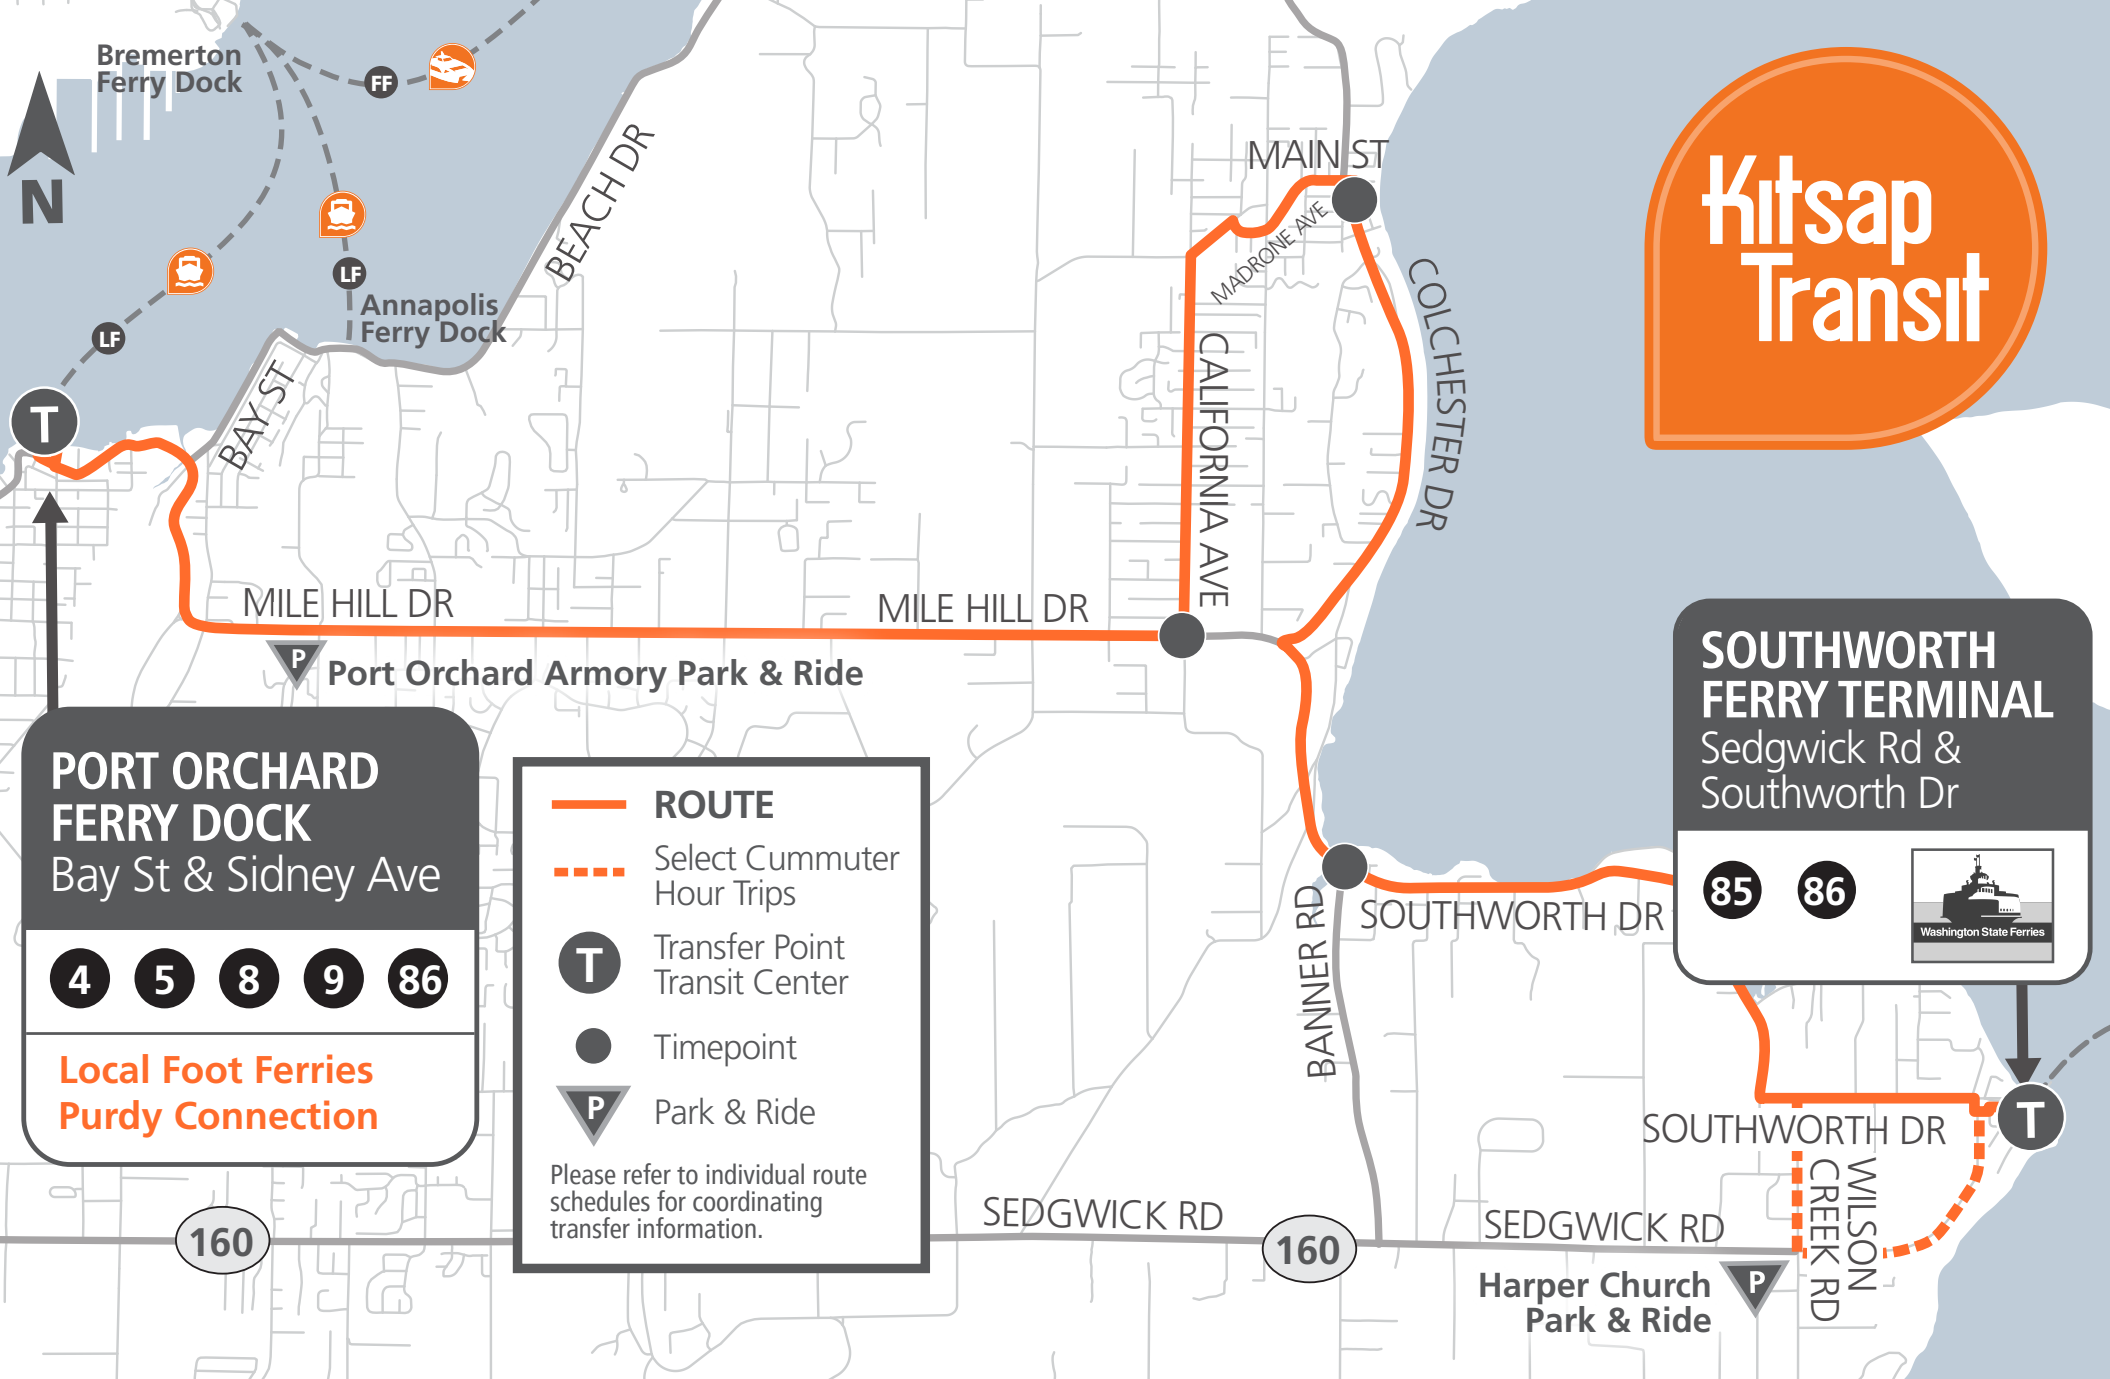 Bremerton
Ferry Dock
FF
N
LF
LF
Annapolis
Ferry Dock
BEACH DR
BAY ST
T
MAIN ST
MADRONE AVE
COLCHESTER DR
CALIFORNIA AVE
Kitsap
Transit
MILE HILL DR
MILE HILL DR
P
Port Orchard Armory Park & Ride
PORT ORCHARD
FERRY DOCK
Bay St & Sidney Ave
4 5 8 9 86
Local Foot Ferries
Purdy Connection
ROUTE
Select Cummuter
Hour Trips
T
Transfer Point
Transit Center
Timepoint
P
Park & Ride
Please refer to individual route
schedules for coordinating
transfer information.
SOUTHWORTH
FERRY TERMINAL
Sedgwick Rd &
Southworth Dr
85 86
Washington State Ferries
SOUTHWORTH DR
BANNER RD
T
SOUTHWORTH DR
WILSON
CREEK RD
SEDGWICK RD
SEDGWICK RD
160
160
Harper Church
Park & Ride
P